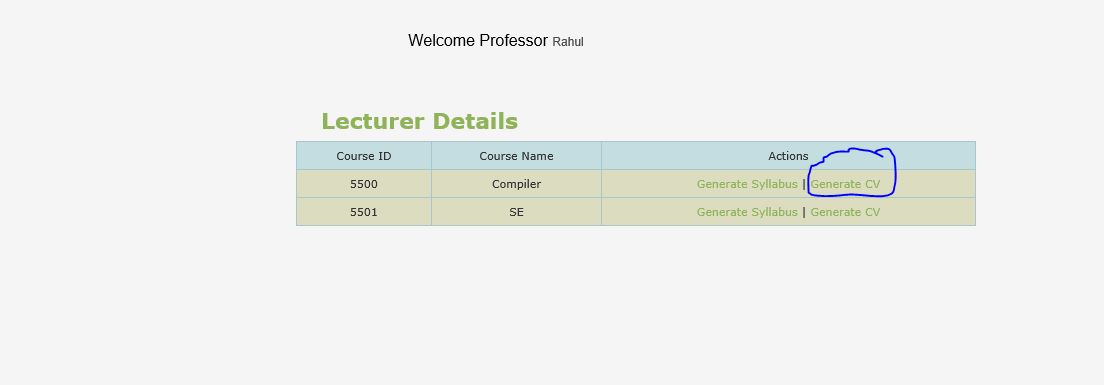 Welcome Professor Rahul
Lecturer Details
Course ID Course Name Actions
5500 Compiler Generate Syllabus | Generate CV
5501 SE Generate Syllabus | Generate CV